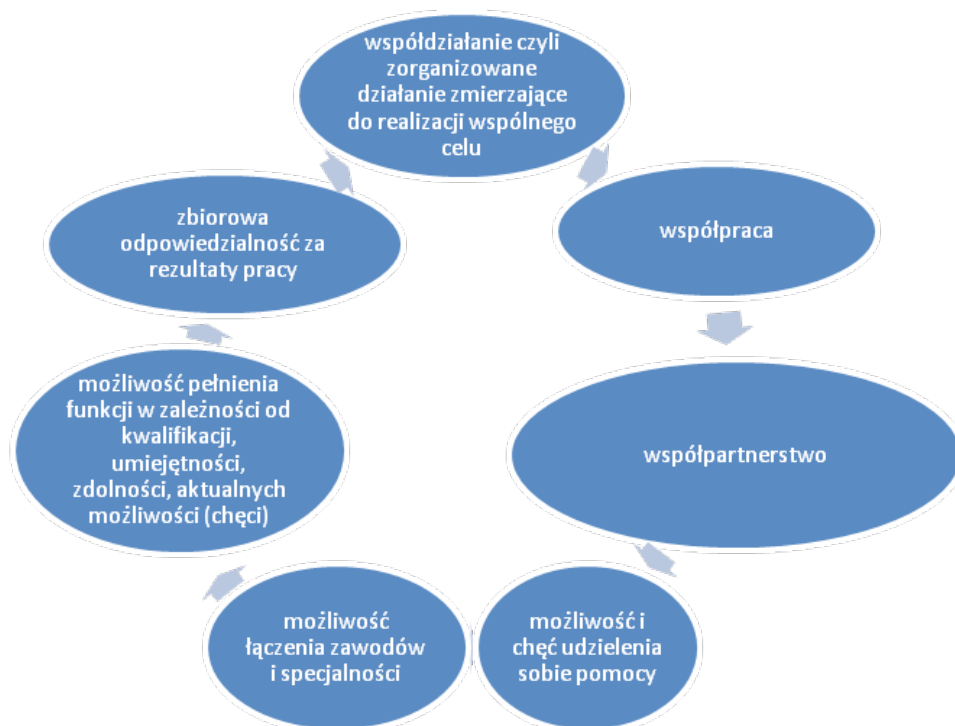 współdziałanie czyli
zorganizowane
działanie zmierzające
do realizacji wspólnego
celu
współpraca
współpartnerstwo
możliwość i
chęć udzielenia
sobie pomocy
możliwość
łączenia zawodów
i specjalności
możliwość pełnienia
funkcji w zależności od
kwalifikacji,
umiejętności,
zdolności, aktualnych
możliwości (chęci)
zbiorowa
odpowiedzialność za
rezultaty pracy